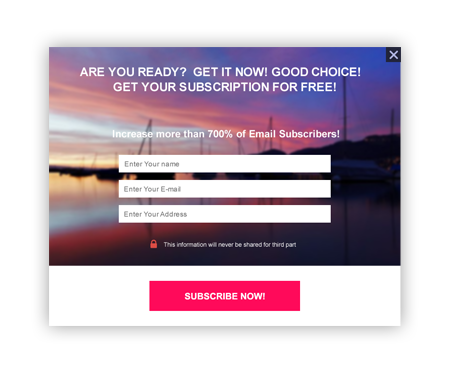 ARE YOU READY? GET IT NOW! GOOD CHOICE!
GET YOUR SUBSCRIPTION FOR FREE!
Increase more than 700% of Email Subscribers!
Enter Your name
Enter Your E-mail
Enter Your Address
This information will never be shared for third part
SUBSCRIBE NOW!